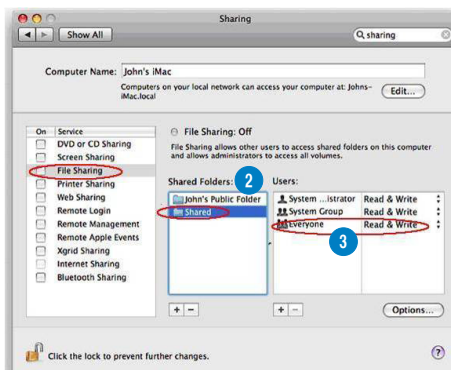 Sharing
Show All
sharing
Computer Name: John's iMac
Computers on your local network can access your computer at: Johns-
iMac.local
Edit...
On Service
DVD or CD Sharing
Screen Sharing
File Sharing
Printer Sharing
Web Sharing
Remote Login
Remote Management
Remote Apple Events
Xgrid Sharing
Internet Sharing
Bluetooth Sharing
File Sharing: Off
File Sharing allows other users to access shared folders on this computer
and allows administrators to access all volumes.
Shared Folders: 2
John's Public Folder
Shared
Users:
System ...istrator Read & Write
System Group Read & Write
Everyone Read & Write
3
+ −
+ −
Options...
Click the lock to prevent further changes.
?